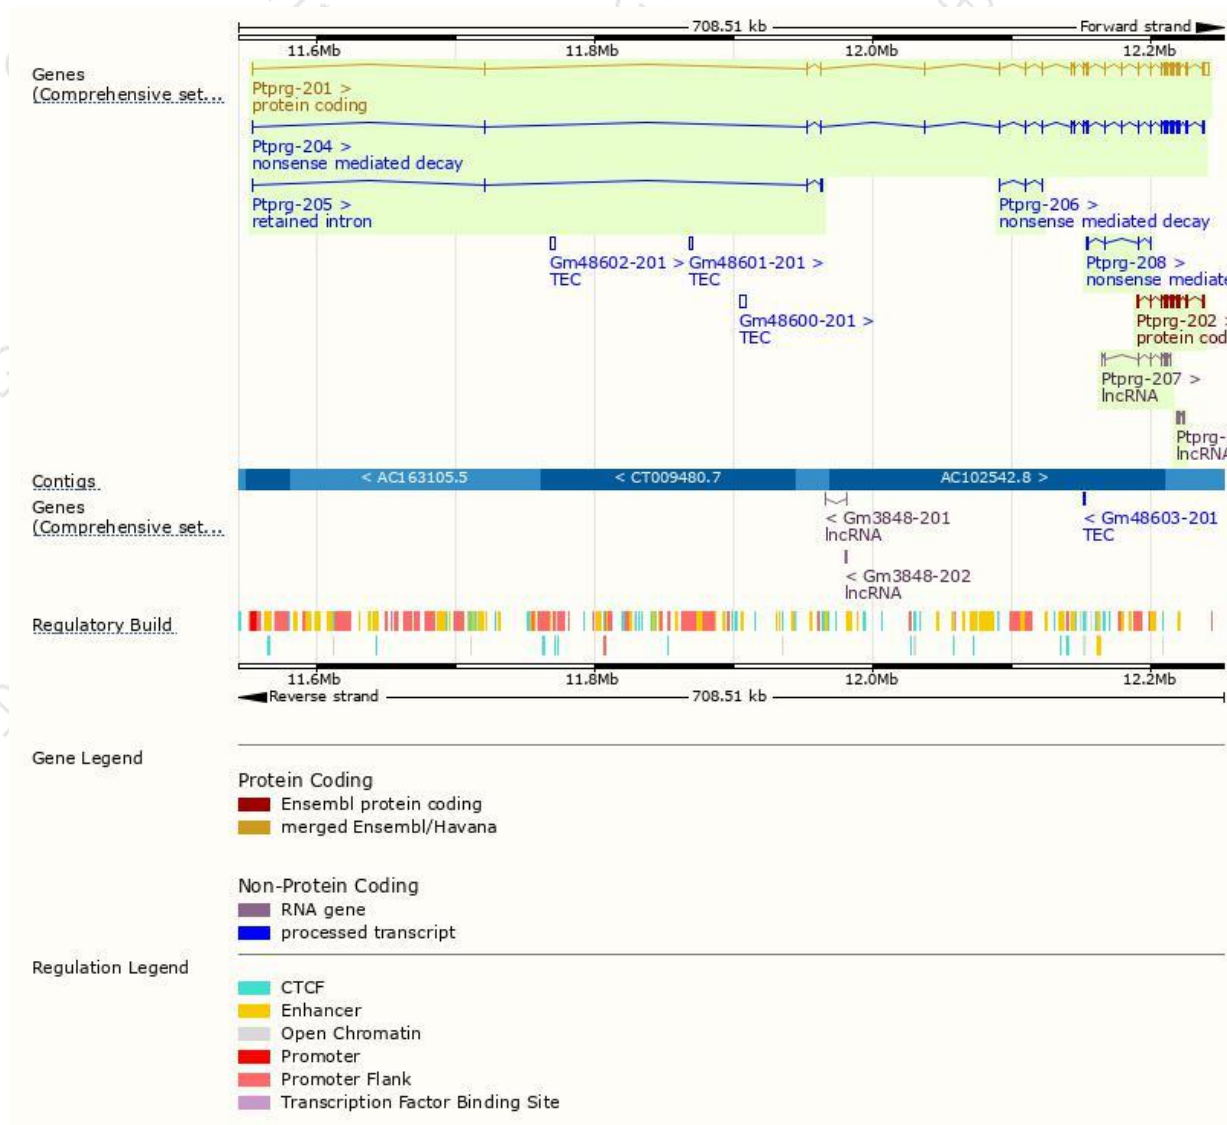 708.51 kb Forward strand
11.6Mb 11.8Mb 12.0Mb 12.2Mb
Genes
(Comprehensive set...
Ptprg-201 >
protein coding
Ptprg-204 >
nonsense mediated decay
Ptprg-205 > Ptprg-206 >
retained intron nonsense mediated decay
Gm48602-201 > Gm48601-201 > Ptprg-208 >
TEC TEC nonsense mediate
Gm48600-201 > Ptprg-202 >
TEC protein cod
Ptprg-207 >
lncRNA
Ptprg-
lncRNA
Contigs < AC163105.5 < CT009480.7 AC102542.8 >
Genes
(Comprehensive set...
< Gm3848-201 < Gm48603-201
lncRNA TEC
< Gm3848-202
lncRNA
Regulatory Build
11.6Mb 11.8Mb 12.0Mb 12.2Mb
Reverse strand 708.51 kb
Gene Legend
Protein Coding
Ensembl protein coding
merged Ensembl/Havana
Non-Protein Coding
RNA gene
processed transcript
Regulation Legend
CTCF
Enhancer
Open Chromatin
Promoter
Promoter Flank
Transcription Factor Binding Site